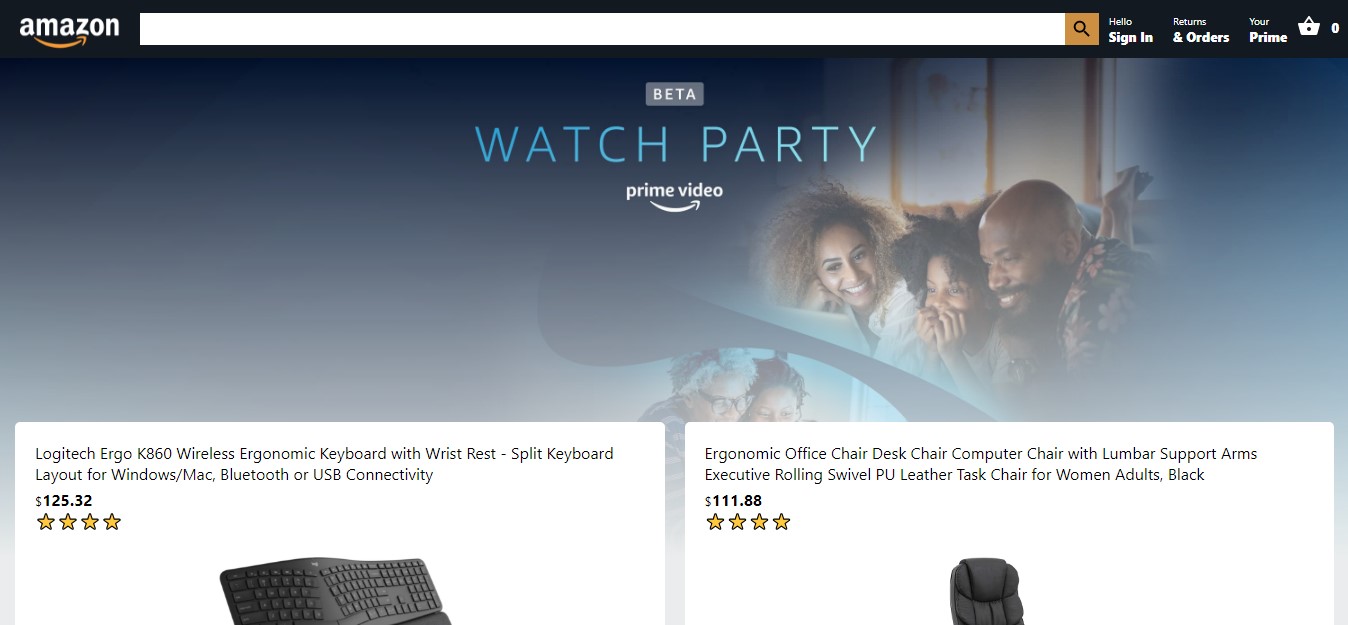 amazon
Hello
Sign In
Returns
& Orders
Your
Prime
0
BETA
WATCH PARTY
prime video
Logitech Ergo K860 Wireless Ergonomic Keyboard with Wrist Rest - Split Keyboard
Layout for Windows/Mac, Bluetooth or USB Connectivity
$125.32
Ergonomic Office Chair Desk Chair Computer Chair with Lumbar Support Arms
Executive Rolling Swivel PU Leather Task Chair for Women Adults, Black
$111.88